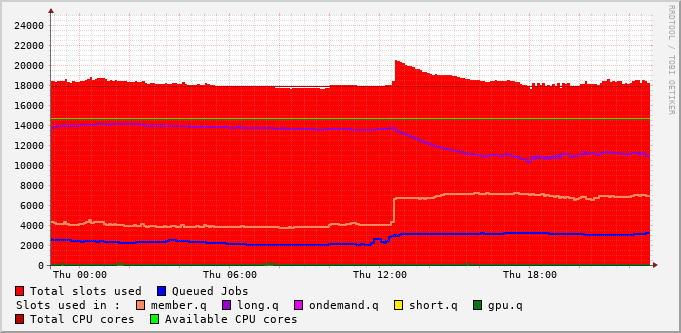 RRDTOOL / TOBI OETIKER
24000
22000
20000
18000
16000
14000
12000
10000
8000
6000
4000
2000
0
Thu 00:00 Thu 06:00 Thu 12:00 Thu 18:00
Total slots used Queued Jobs
Slots used in : member.q long.q ondemand.q short.q gpu.q
Total CPU cores Available CPU cores